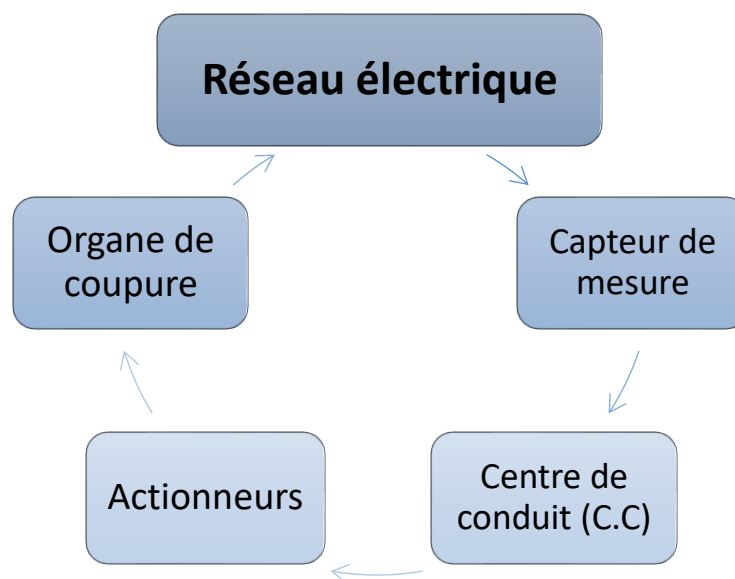 Réseau électrique
Organe de
coupure
Capteur de
mesure
Actionneurs
Centre de
conduit (C.C)